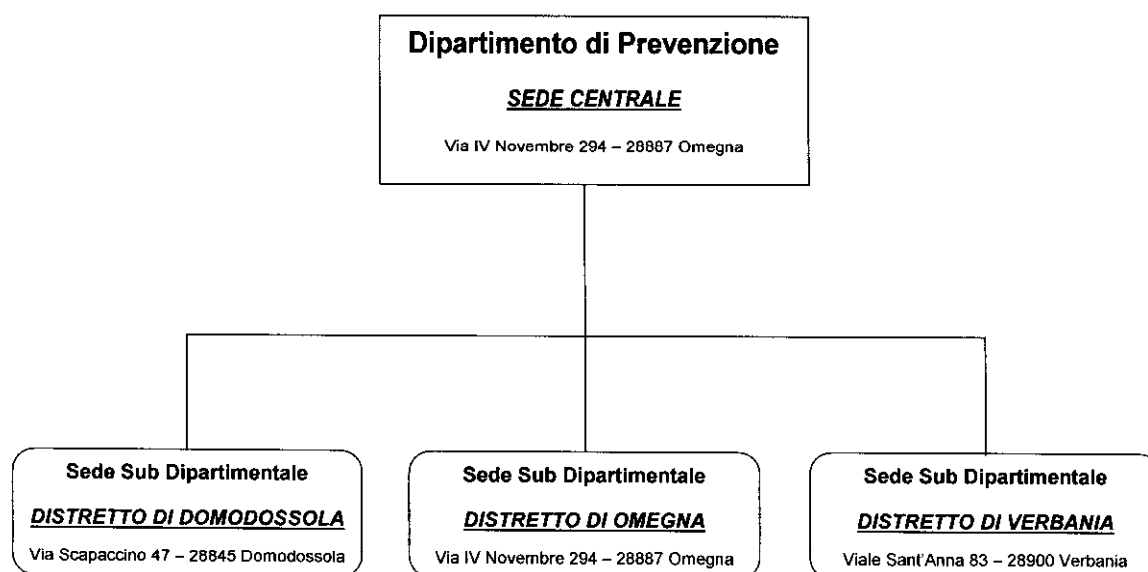 Dipartimento di Prevenzione
SEDE CENTRALE
Via IV Novembre 294 – 28887 Omegna
Sede Sub Dipartimentale
DISTRETTO DI DOMODOSSOLA
Via Scapaccino 47 – 28845 Domodossola
Sede Sub Dipartimentale
DISTRETTO DI OMEGNA
Via IV Novembre 294 – 28887 Omegna
Sede Sub Dipartimentale
DISTRETTO DI VERBANIA
Viale Sant'Anna 83 – 28900 Verbania